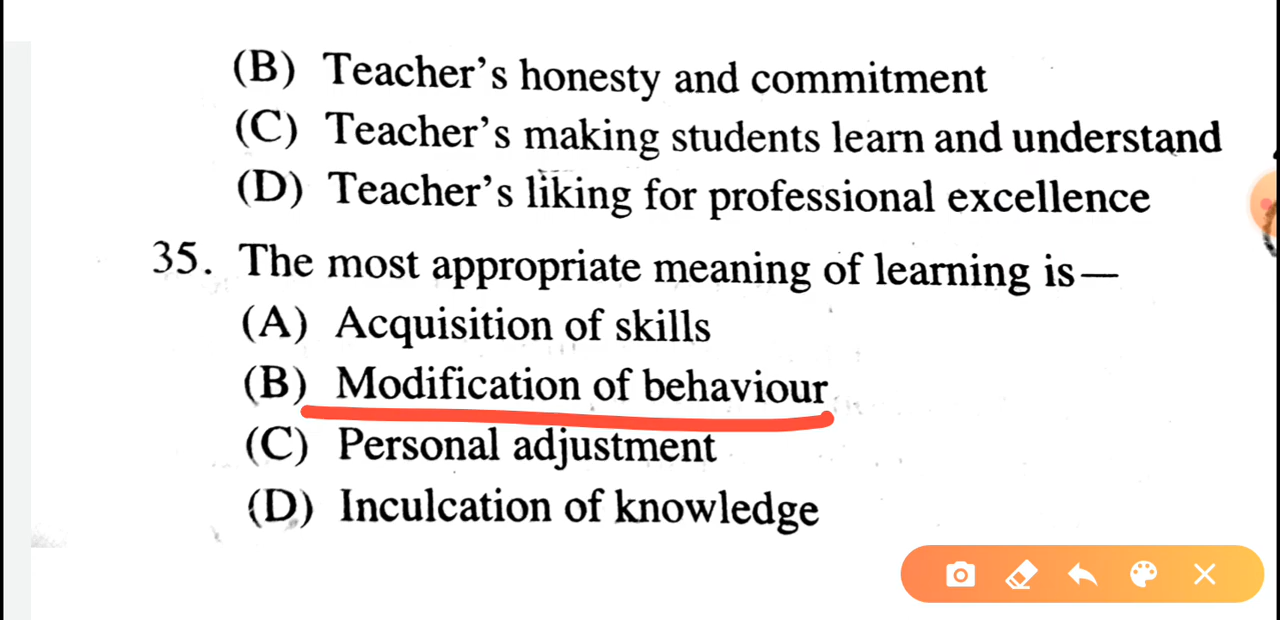 (B) Teacher's honesty and commitment
(C) Teacher's making students learn and understand
(D) Teacher's liking for professional excellence
35. The most appropriate meaning of learning is—
(A) Acquisition of skills
(B) Modification of behaviour
(C) Personal adjustment
(D) Inculcation of knowledge